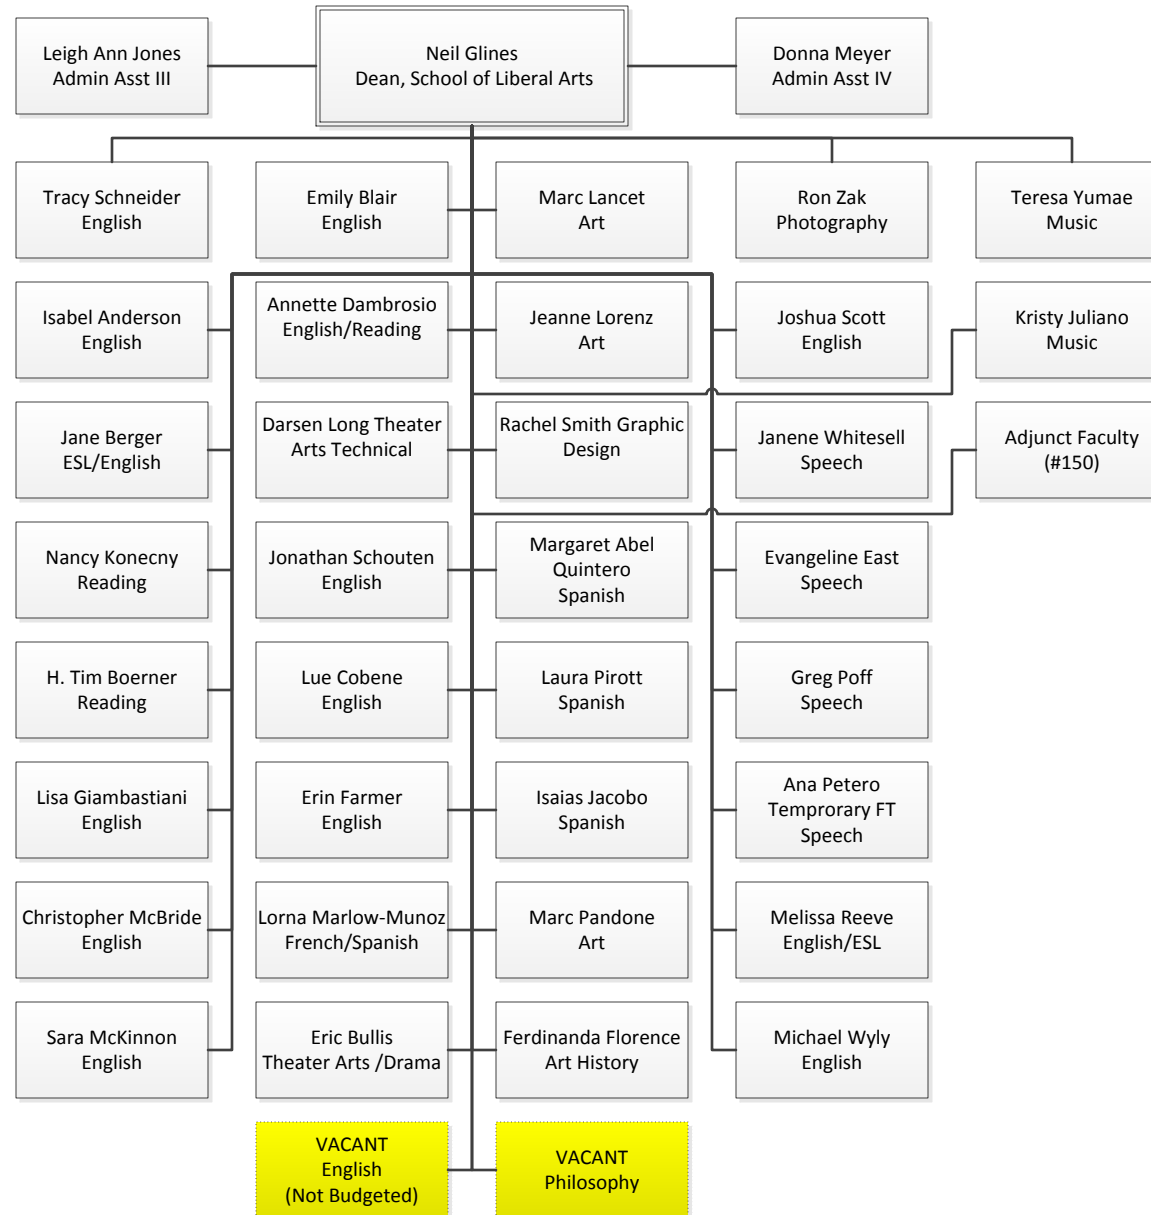 Leigh Ann Jones
Admin Asst III
Neil Glines
Dean, School of Liberal Arts
Donna Meyer
Admin Asst IV
Tracy Schneider
English
Emily Blair
English
Marc Lancet
Art
Ron Zak
Photography
Teresa Yumae
Music
Isabel Anderson
English
Annette Dambrosio
English/Reading
Jeanne Lorenz
Art
Joshua Scott
English
Kristy Juliano
Music
Jane Berger
ESL/English
Darsen Long Theater
Arts Technical
Rachel Smith Graphic
Design
Janene Whitesell
Speech
Adjunct Faculty
(#150)
Nancy Konecny
Reading
Jonathan Schouten
English
Margaret Abel
Quintero
Spanish
Evangeline East
Speech
H. Tim Boerner
Reading
Lue Cobene
English
Laura Pirott
Spanish
Greg Poff
Speech
Lisa Giambastiani
English
Erin Farmer
English
Isaias Jacobo
Spanish
Ana Petero
Temprorary FT
Speech
Christopher McBride
English
Lorna Marlow-Munoz
French/Spanish
Marc Pandone
Art
Melissa Reeve
English/ESL
Sara McKinnon
English
Eric Bullis
Theater Arts /Drama
Ferdinanda Florence
Art History
Michael Wyly
English
VACANT
English
(Not Budgeted)
VACANT
Philosophy